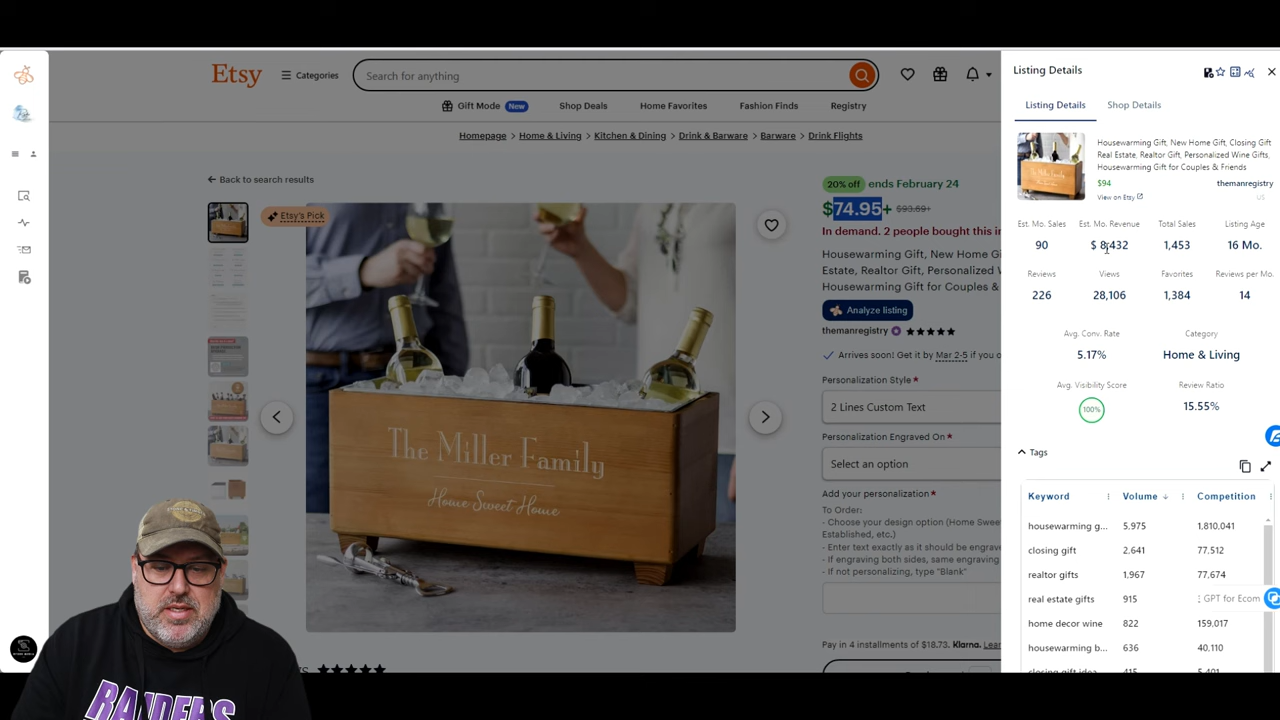 Etsy
Categories
Search for anything
Gift Mode New
Shop Deals
Home Favorites
Fashion Finds
Registry
Homepage > Home & Living > Kitchen & Dining > Drink & Barware > Barware > Drink Flights
Back to search results
Etsy's Pick
The Miller Family
Home Sweet Home
20% off ends February 24
$74.95+ $93.69+
In demand. 2 people bought this in
Housewarming Gift, New Home Gi
Estate, Realtor Gift, Personalized W
Housewarming Gift for Couples &
Analyze listing
themanregistry
Arrives soon! Get it by Mar 2-5 if you o
Personalization Style *
2 Lines Custom Text
Personalization Engraved On *
Select an option
Add your personalization *
To Order:
- Choose your design option (Home Swee
Established, etc.)
- Enter text exactly as it should be engrave
- If engraving both sides, same engraving
- If not personalizing, type "Blank"
Pay in 4 installments of $18.73. Klarna. Lear
RAIDERS
Listing Details
Listing Details
Shop Details
Housewarming Gift, New Home Gift, Closing Gift
Real Estate, Realtor Gift, Personalized Wine Gifts,
Housewarming Gift for Couples & Friends
$94
themanregistry
View on Etsy
US
Est. Mo. Sales Est. Mo. Revenue Total Sales Listing Age
90 $ 8,432 1,453 16 Mo.
Reviews Views Favorites Reviews per Mo.
226 28,106 1,384 14
Avg. Conv. Rate Category
5.17% Home & Living
Avg. Visibility Score Review Ratio
100% 15.55%
Tags
Keyword Volume Competition
housewarming g... 5,975 1,810,041
closing gift 2,641 77,512
realtor gifts 1,967 77,674
real estate gifts 915 : GPT for Ecom
home decor wine 822 159,017
housewarming b... 636 40,110
closing gift idea 415 5,401